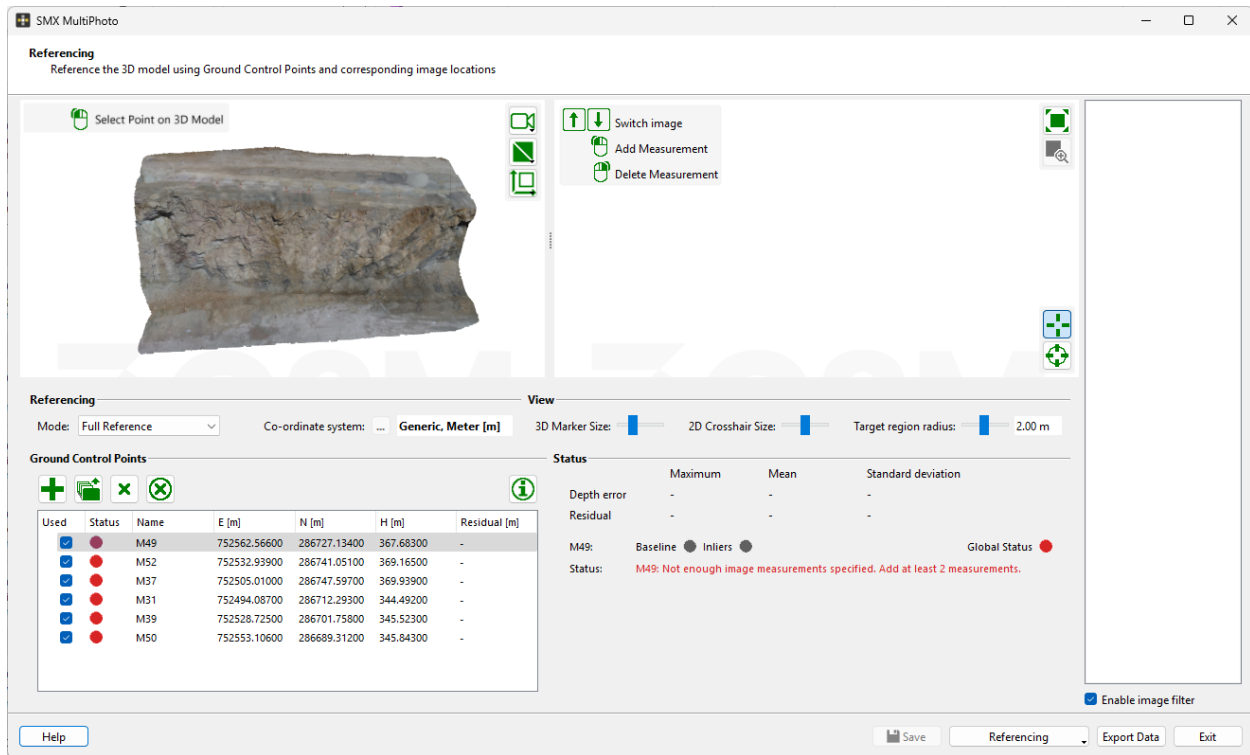 SMX MultiPhoto
Referencing
Reference the 3D model using Ground Control Points and corresponding image locations
Select Point on 3D Model
Switch image
Add Measurement
Delete Measurement
Referencing
Mode: Full Reference Co-ordinate system: ... Generic, Meter [m]
View
3D Marker Size: 2D Crosshair Size: Target region radius: 2.00 m
Ground Control Points
Used Status Name E [m] N [m] H [m] Residual [m]
M49 752562.56600 286727.13400 367.68300 -
M52 752532.93900 286741.05100 369.16500 -
M37 752505.01000 286747.59700 369.93900 -
M31 752494.08700 286712.29300 344.49200 -
M39 752528.72500 286701.75800 345.52300 -
M50 752553.10600 286689.31200 345.84300 -
Status
Maximum Mean Standard deviation
Depth error - - -
Residual - - -
M49: Baseline Inliers Global Status
Status: M49: Not enough image measurements specified. Add at least 2 measurements.
Enable image filter
Help Save Referencing Export Data Exit